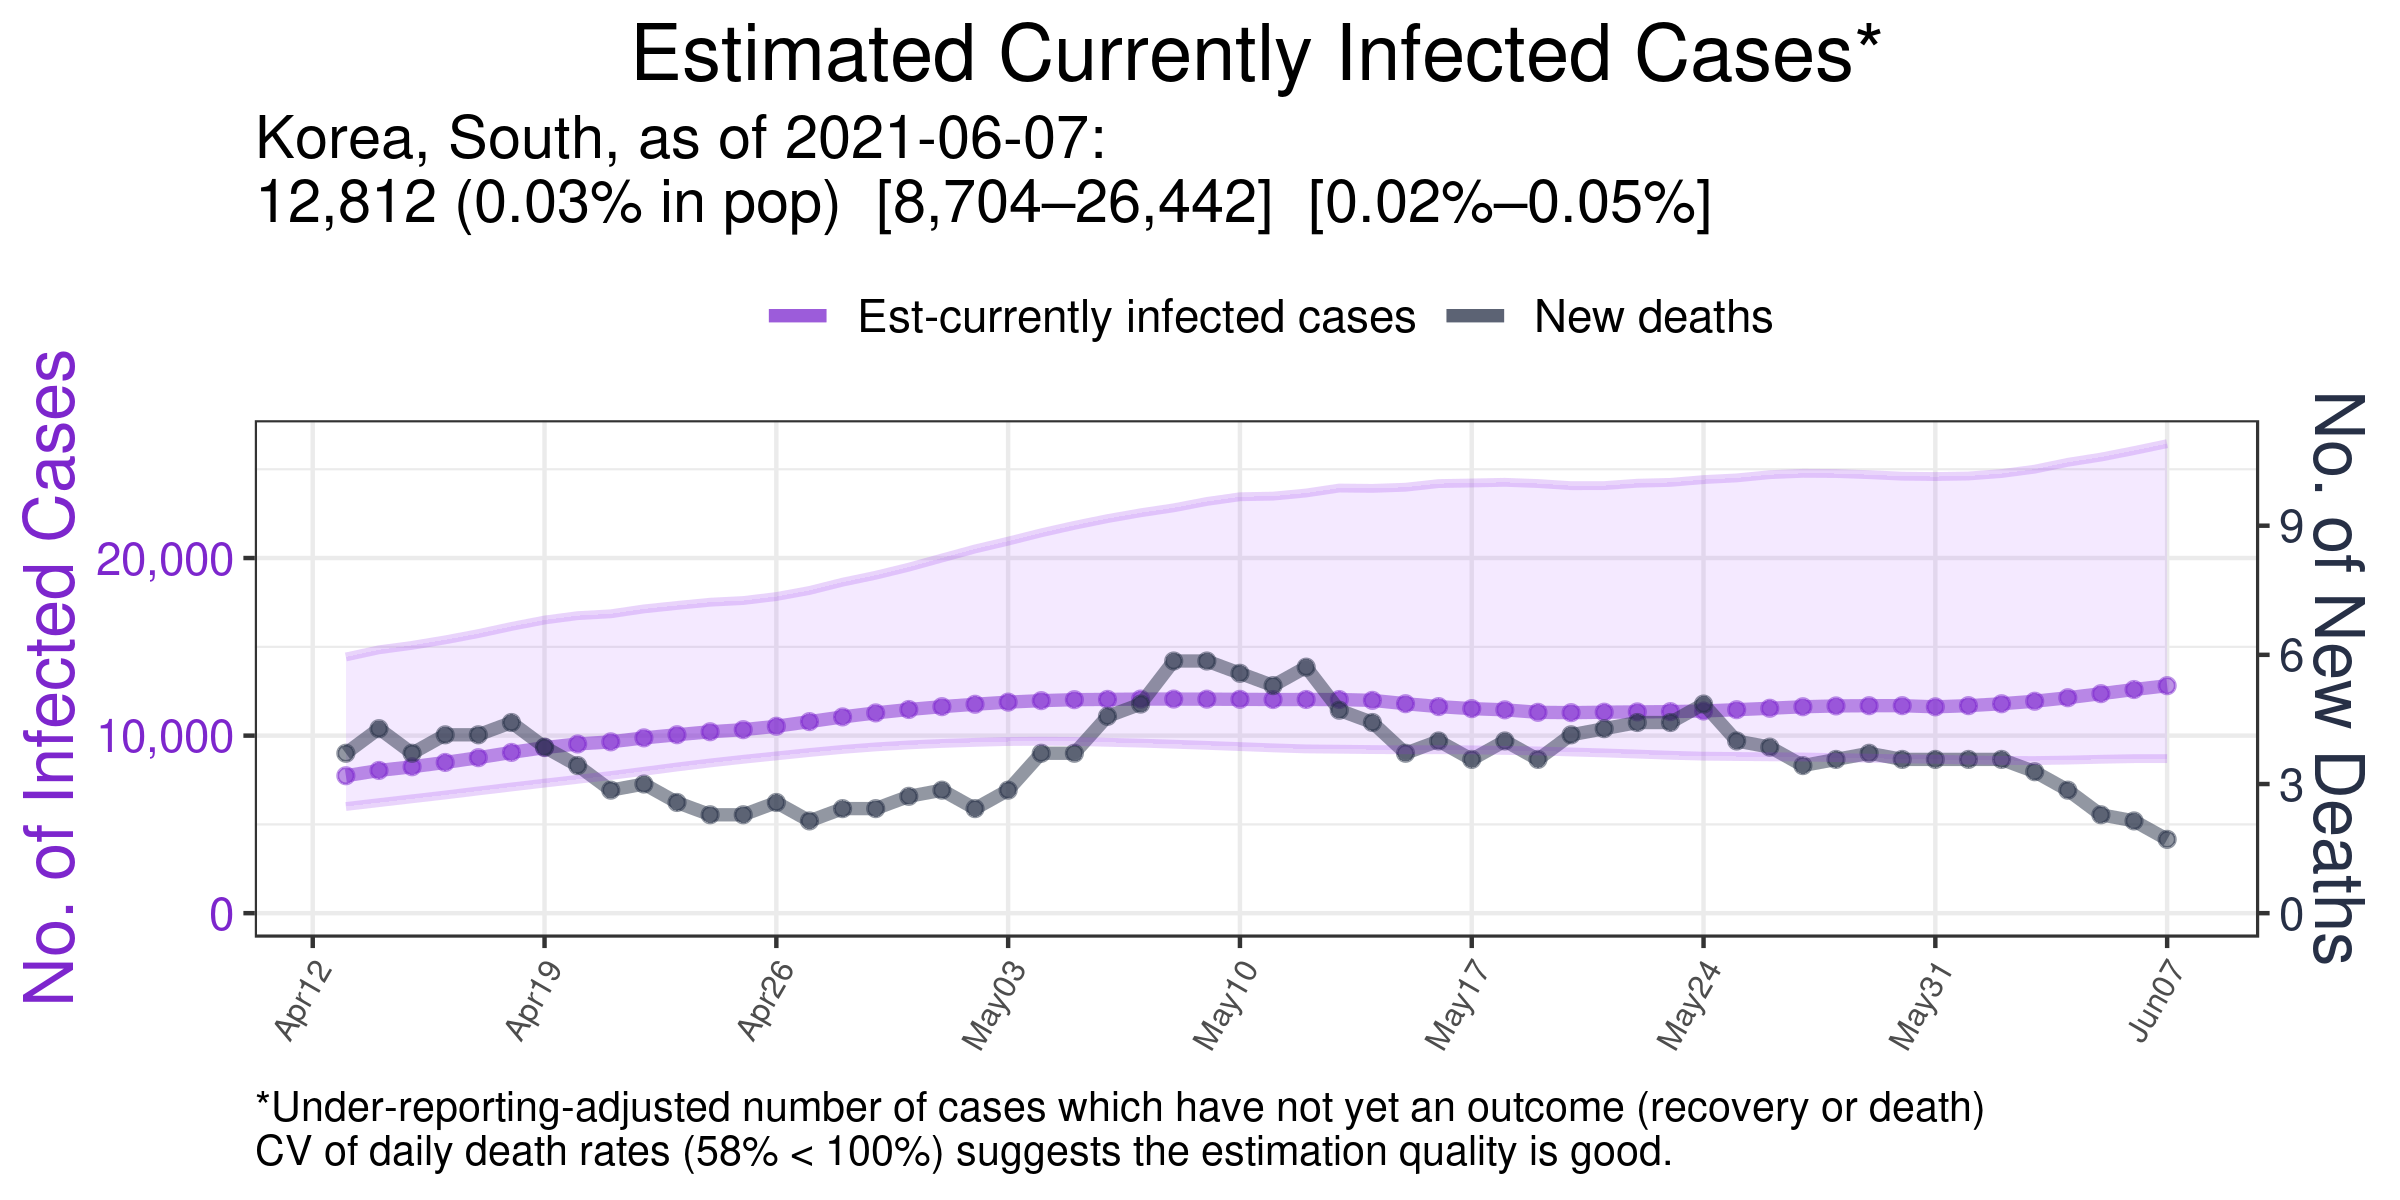 Estimated Currently Infected Cases*
Korea, South, as of 2021-06-07:
12,812 (0.03% in pop)  [8,704–26,442]  [0.02%–0.05%]
Est-currently infected cases
New deaths
No. of Infected Cases
20,000
10,000
0
No. of New Deaths
9
6
3
0
Apr12
Apr19
Apr26
May03
May10
May17
May24
May31
Jun07
*Under-reporting-adjusted number of cases which have not yet an outcome (recovery or death)
CV of daily death rates (58% < 100%) suggests the estimation quality is good.